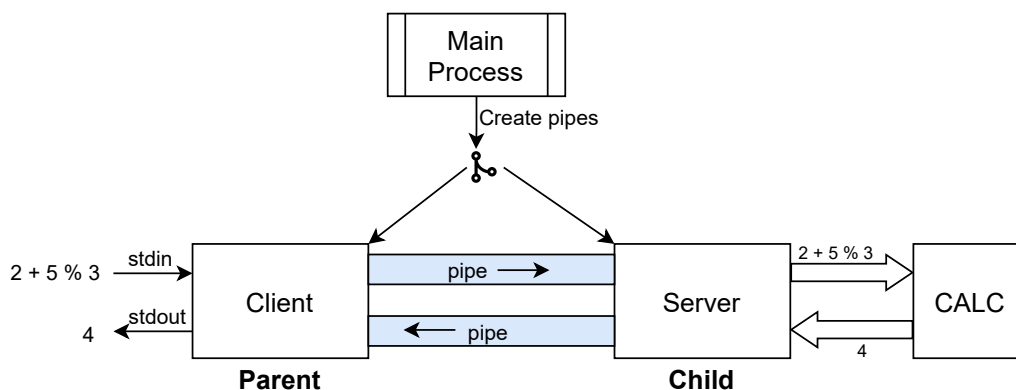 Main
Process
Create pipes
2 + 5 % 3
stdin
pipe
2 + 5 % 3
Client
Server
CALC
4
stdout
pipe
4
Parent
Child